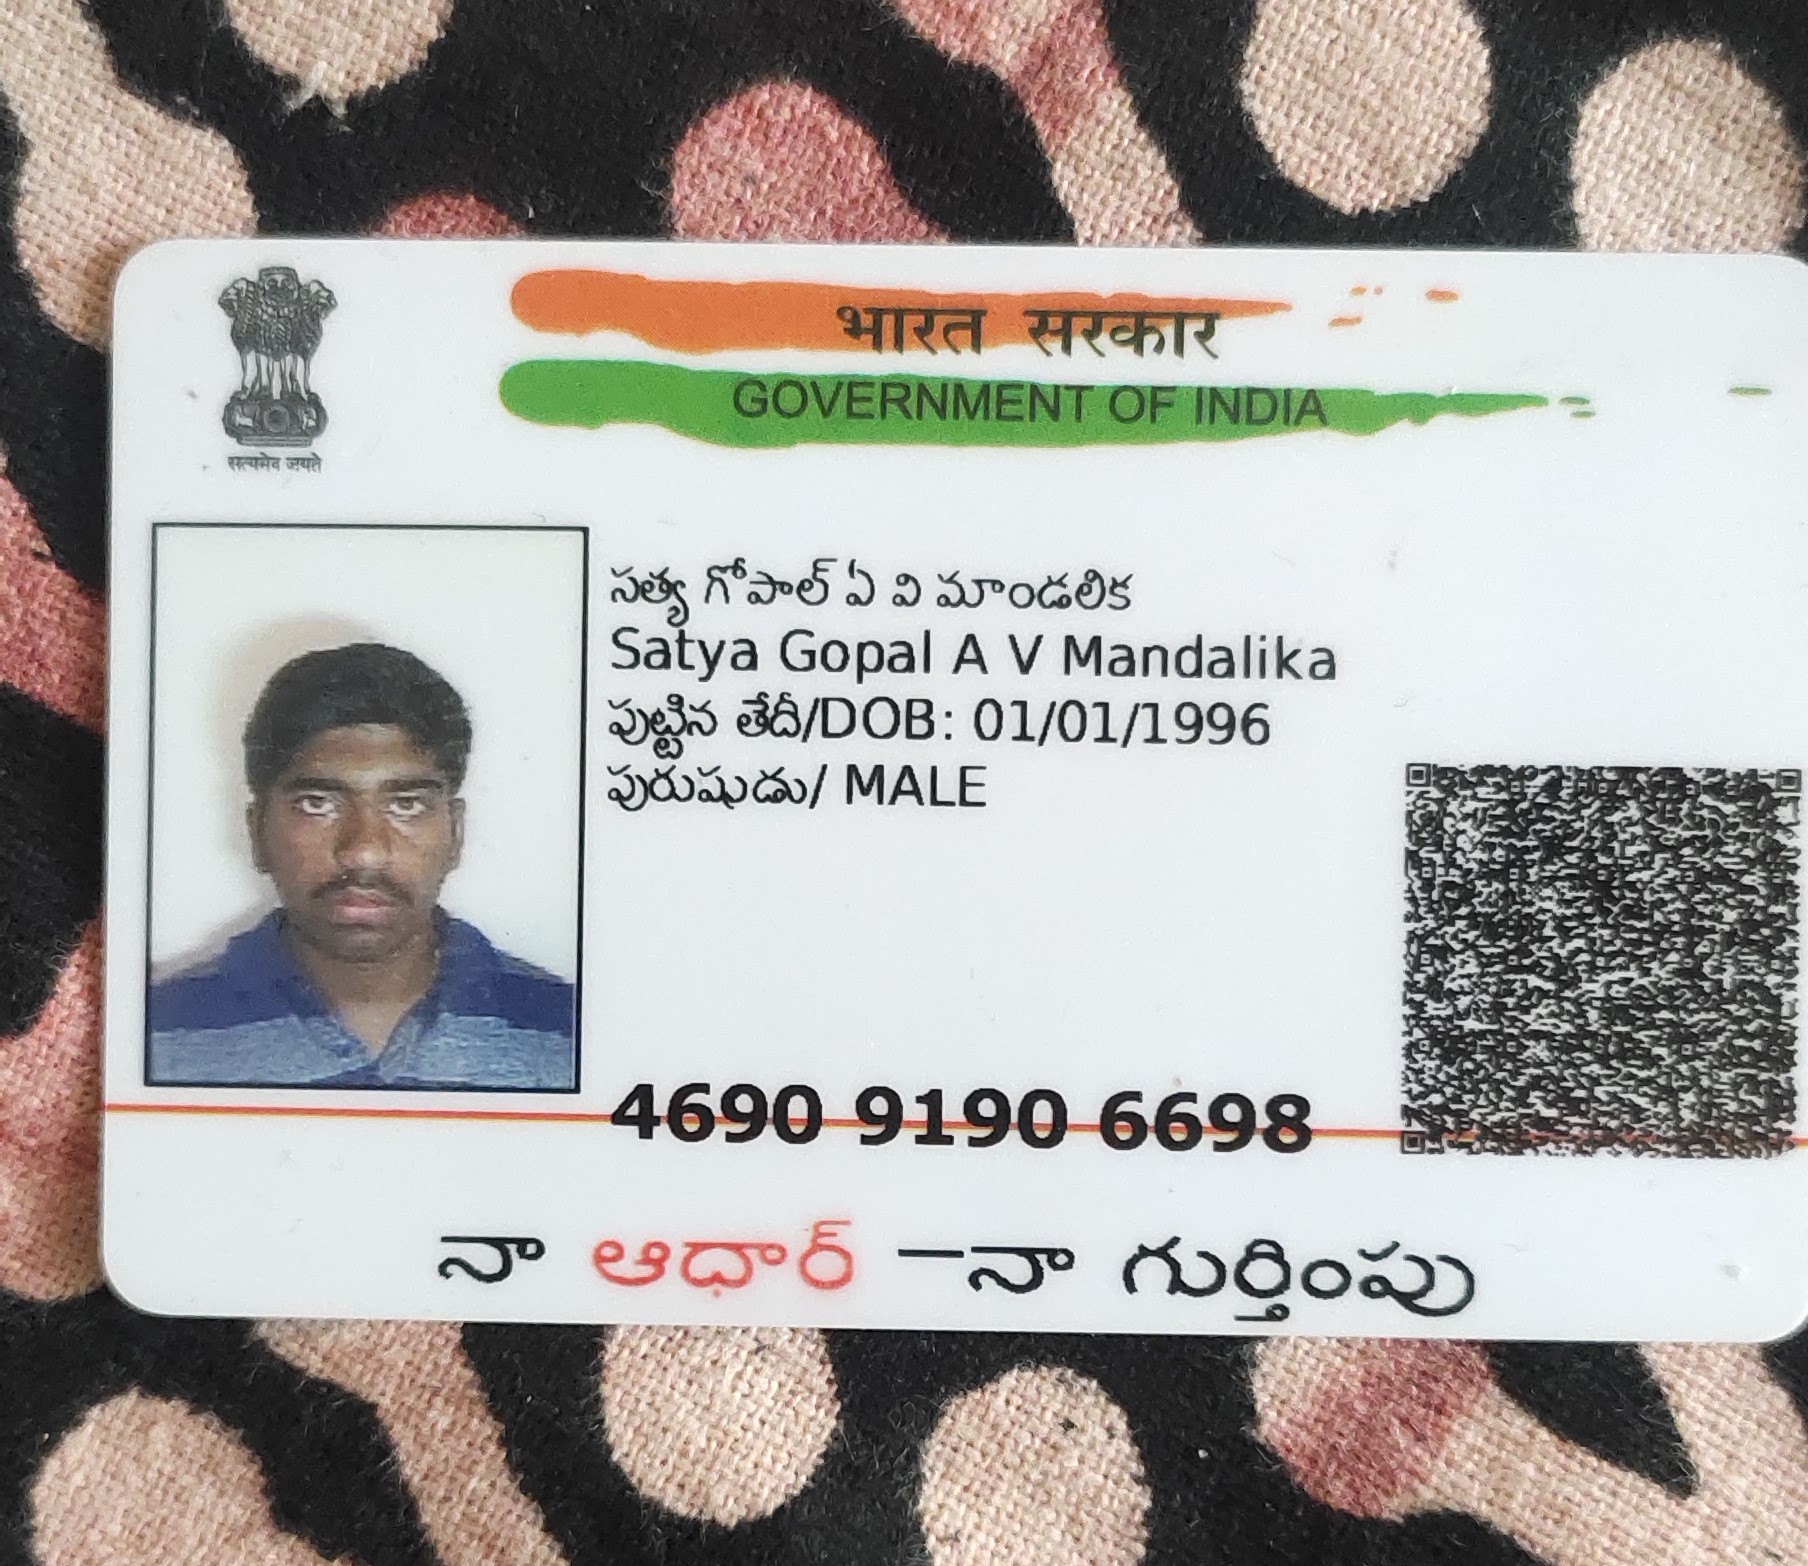 भारत सरकार
GOVERNMENT OF INDIA
सत्यमेव जयते
సత్య గోపాల్ ఏ వి మాండలిక
Satya Gopal A V Mandalika
పుట్టిన తేదీ/DOB: 01/01/1996
పురుషుడు/ MALE
4690 9190 6698
నా ఆధార్ –నా గుర్తింపు